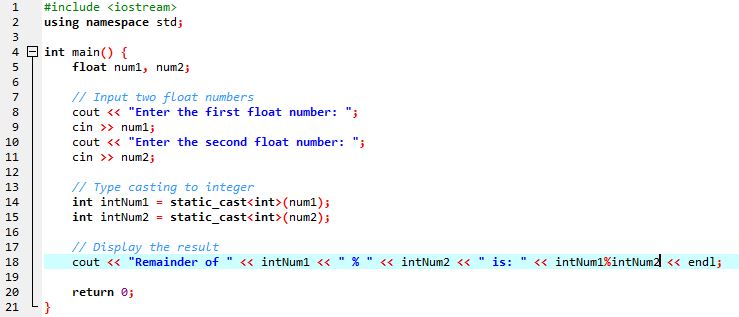 1 #include <iostream>
2 using namespace std;
3
4 int main() {
5 float num1, num2;
6
7 // Input two float numbers
8 cout << "Enter the first float number: ";
9 cin >> num1;
10 cout << "Enter the second float number: ";
11 cin >> num2;
12
13 // Type casting to integer
14 int intNum1 = static_cast<int>(num1);
15 int intNum2 = static_cast<int>(num2);
16
17 // Display the result
18 cout << "Remainder of " << intNum1 << " % " << intNum2 << " is: " << intNum1%intNum2 << endl;
19
20 return 0;
21 }